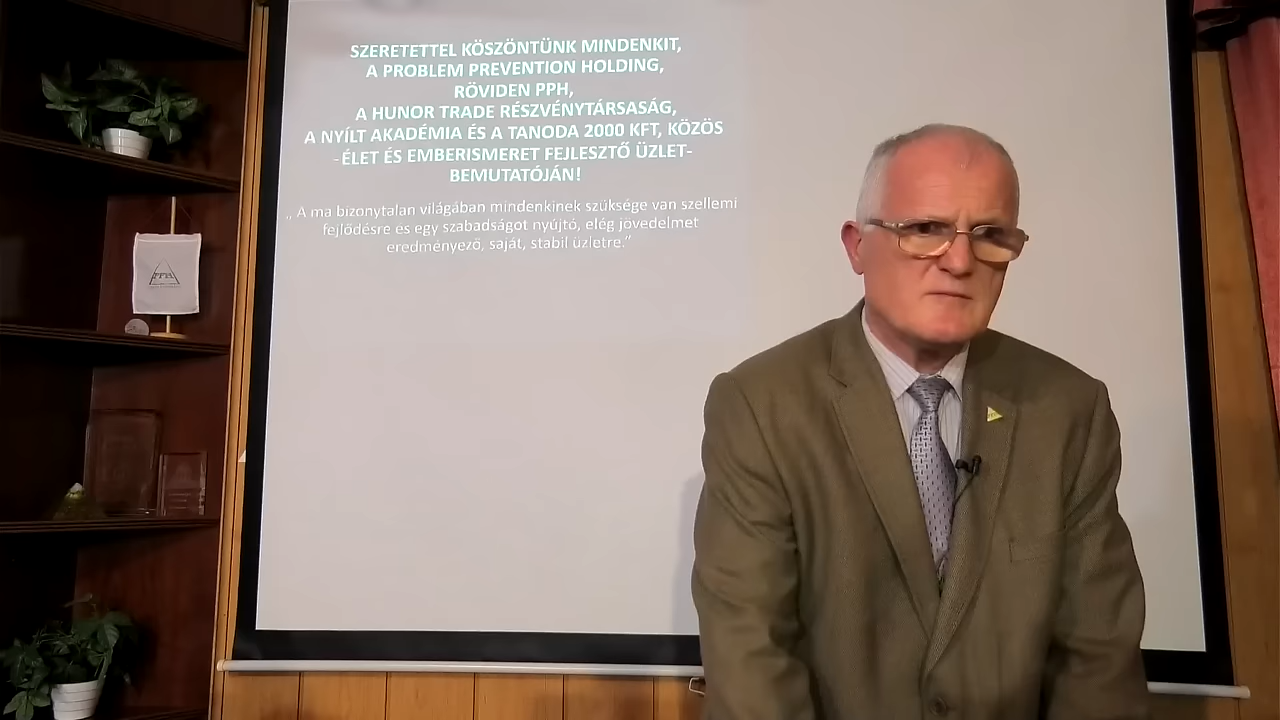 SZERETETTEL KÖSZÖNTÜNK MINDENKIT,
A PROBLEM PREVENTION HOLDING,
RÖVIDEN PPH,
A HUNOR TRADE RÉSZVÉNYTÁRSASÁG,
A NYÍLT AKADÉMIA ÉS A TANODA 2000 KFT, KÖZÖS
-ÉLET ÉS EMBERISMERET FEJLESZTŐ ÜZLET-
BEMUTATÓJÁN!
„ A ma bizonytalan világában mindenkinek szüksége van szellemi
fejlődésre és egy szabadságot nyújtó, elég jövedelmet
eredményező, saját, stabil üzletre."